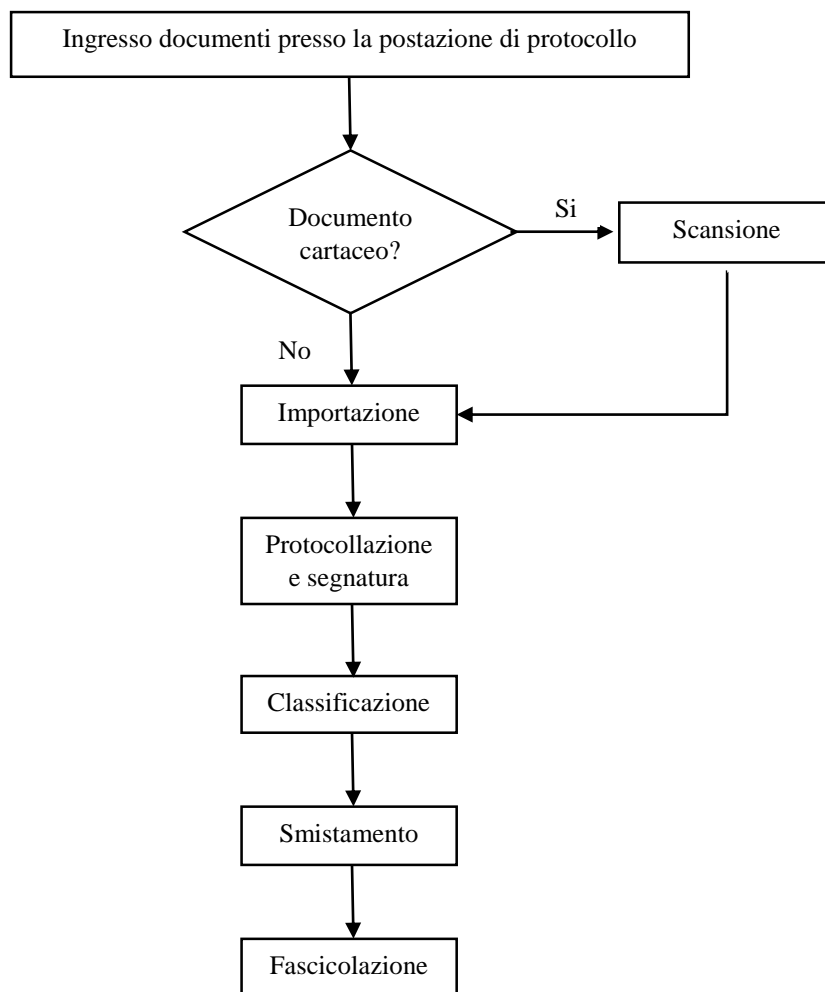 Ingresso documenti presso la postazione di protocollo
Documento
cartaceo?
Si
Scansione
No
Importazione
Protocollazione
e segnatura
Classificazione
Smistamento
Fascicolazione